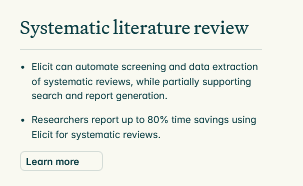 Systematic literature review
• Elicit can automate screening and data extraction
of systematic reviews, while partially supporting
search and report generation.
• Researchers report up to 80% time savings using
Elicit for systematic reviews.
Learn more